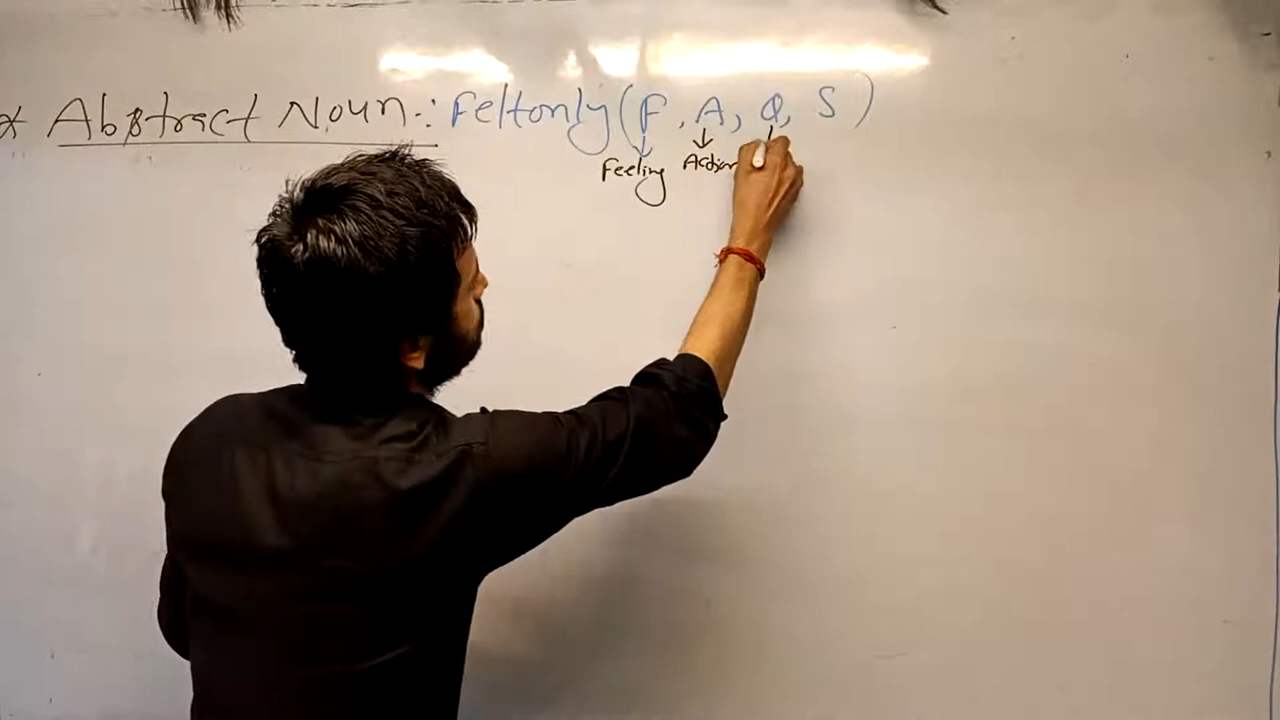 * Abstract Noun: Feltonly (F, A, Q, S)
Feeling Action